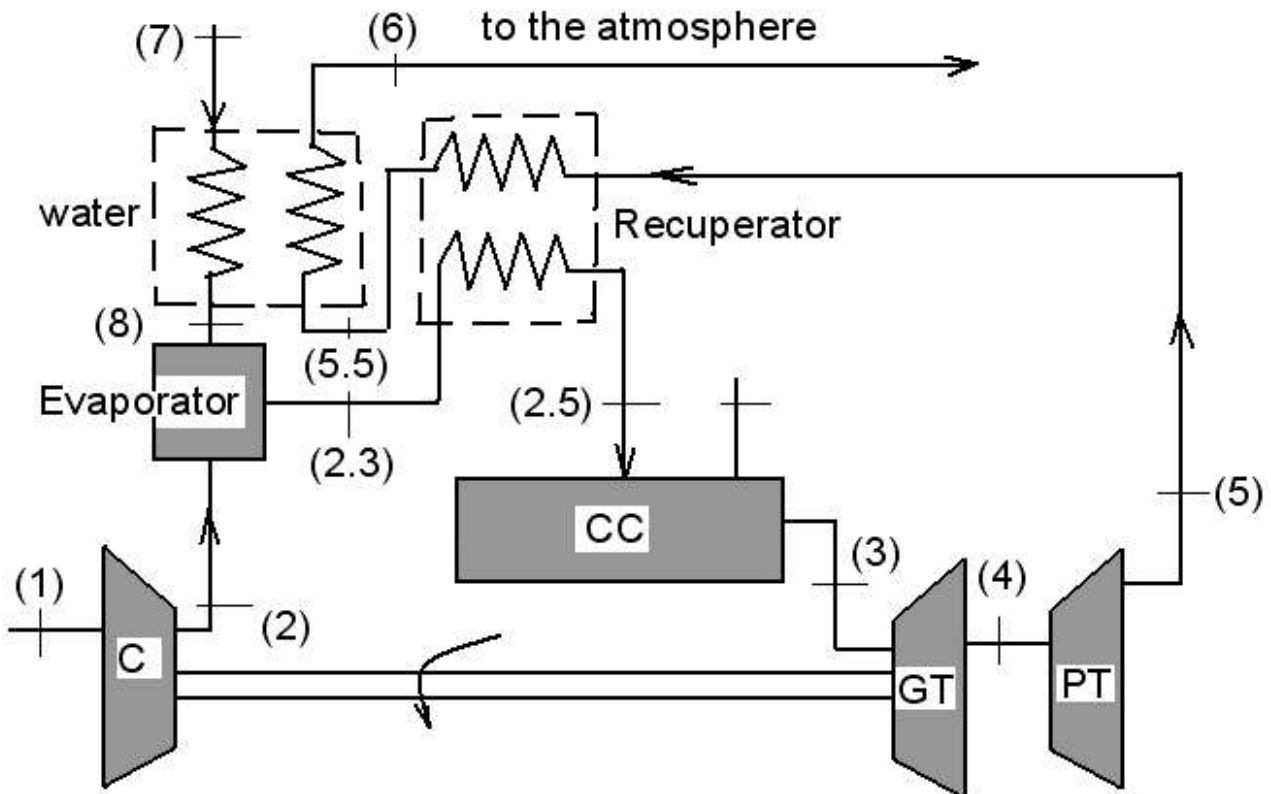 (7)
(6)
to the atmosphere
water
Recuperator
(8)
(5.5)
Evaporator
(2.5)
(2.3)
(5)
CC
(1)
(3)
(2)
(4)
C
GT
PT